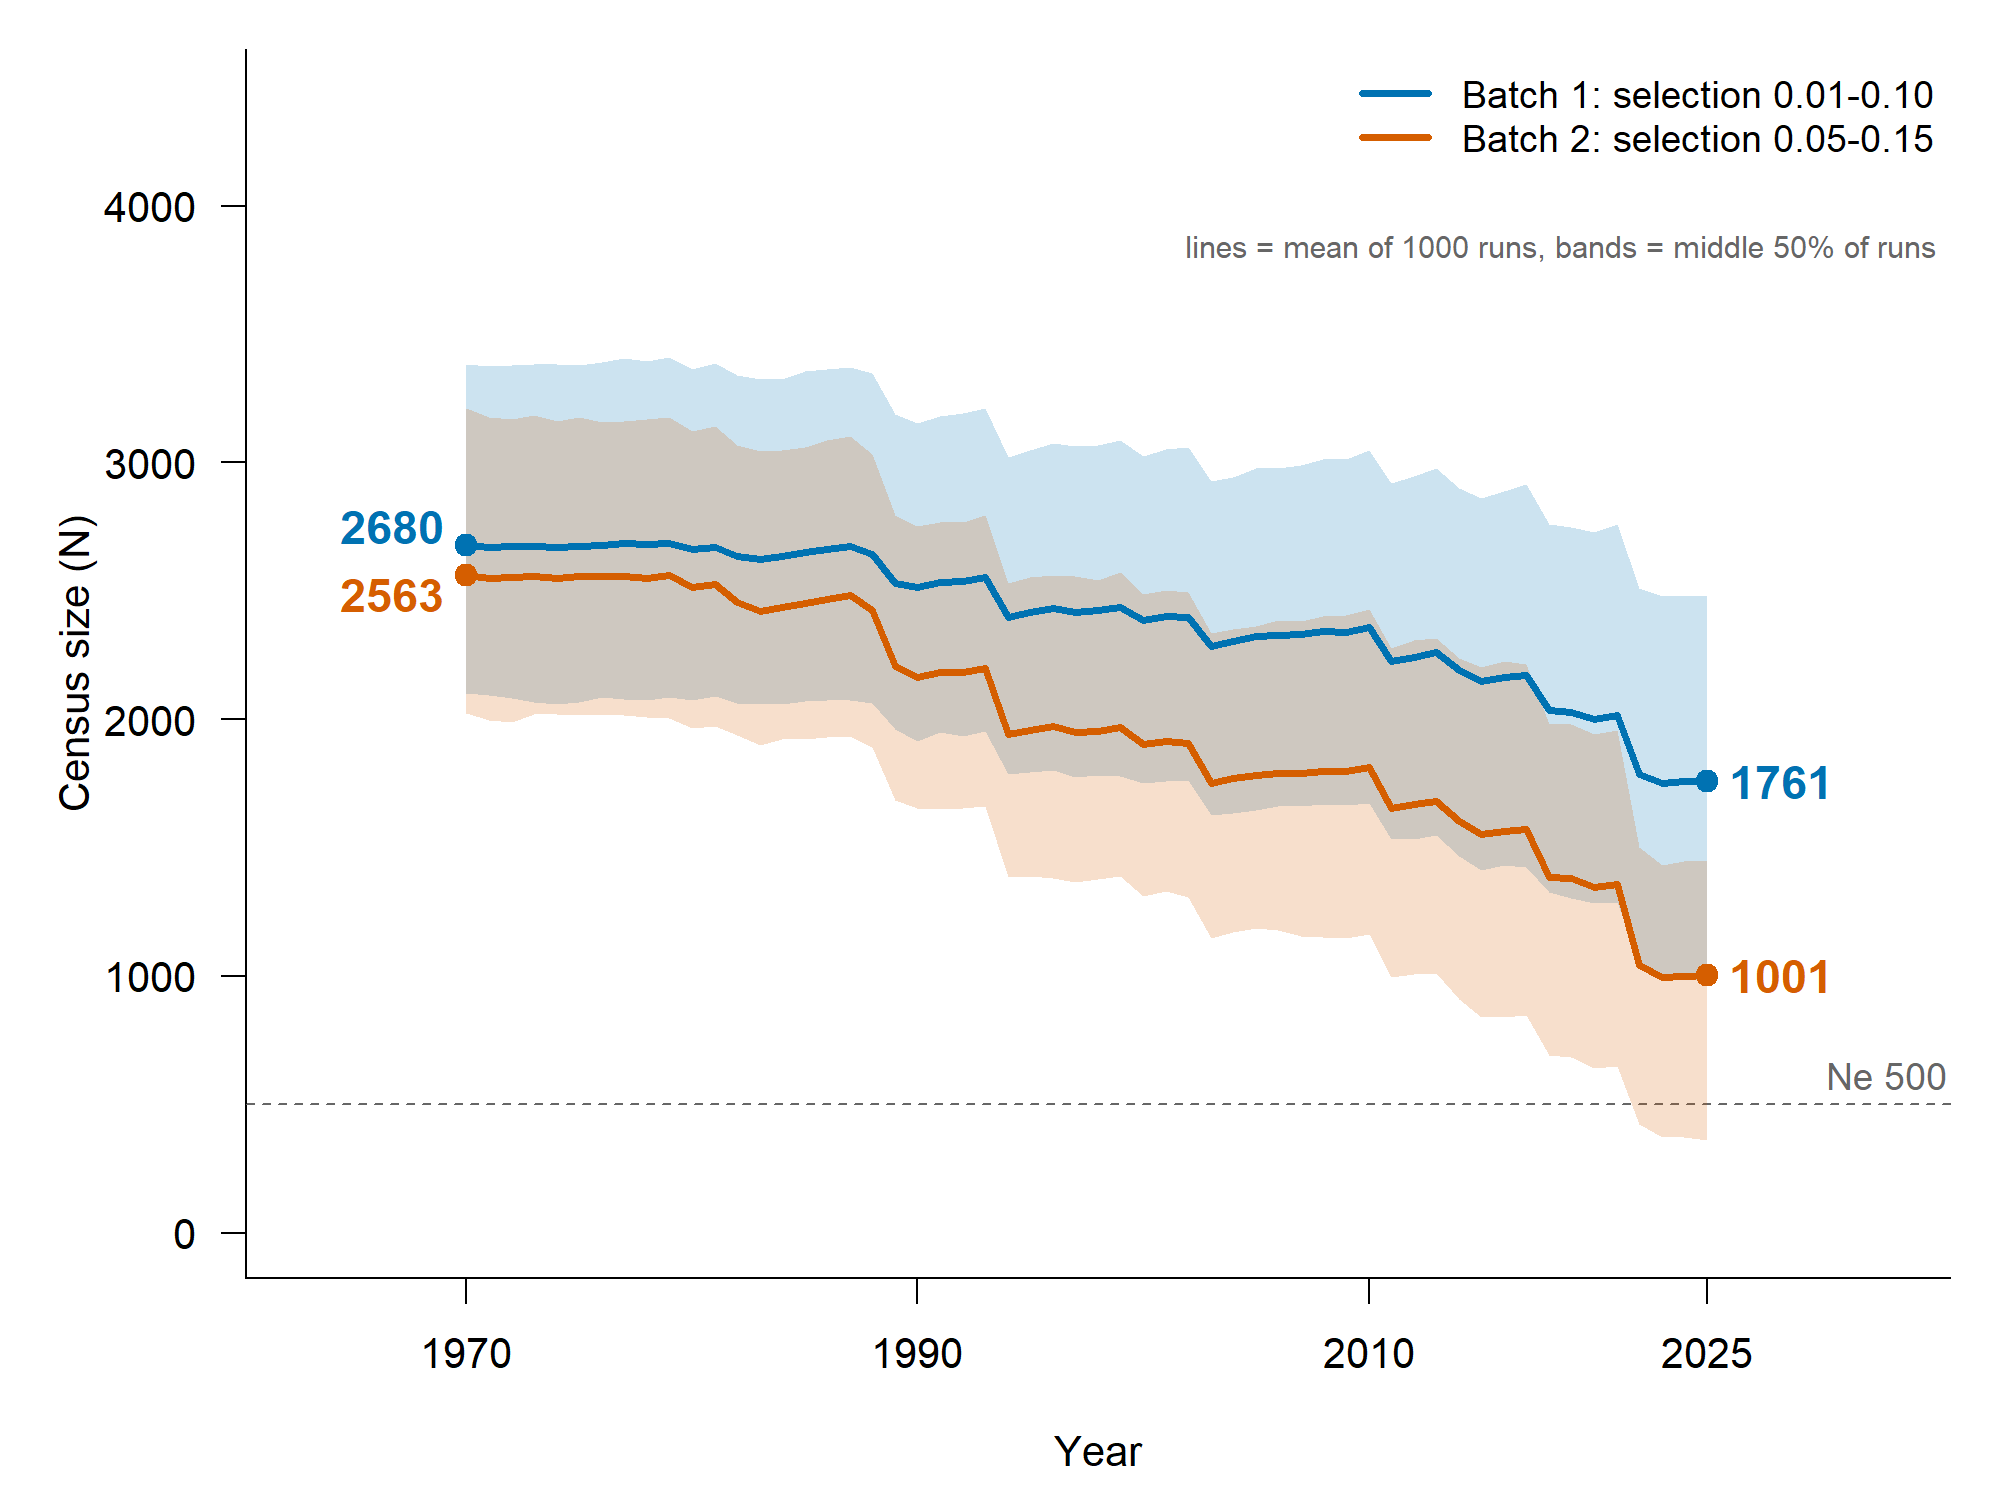 Batch 1: selection 0.01-0.10
Batch 2: selection 0.05-0.15
lines = mean of 1000 runs, bands = middle 50% of runs
4000
3000
2000
1000
0
Census size (N)
2680
2563
1761
1001
Ne 500
1970
1990
2010
2025
Year